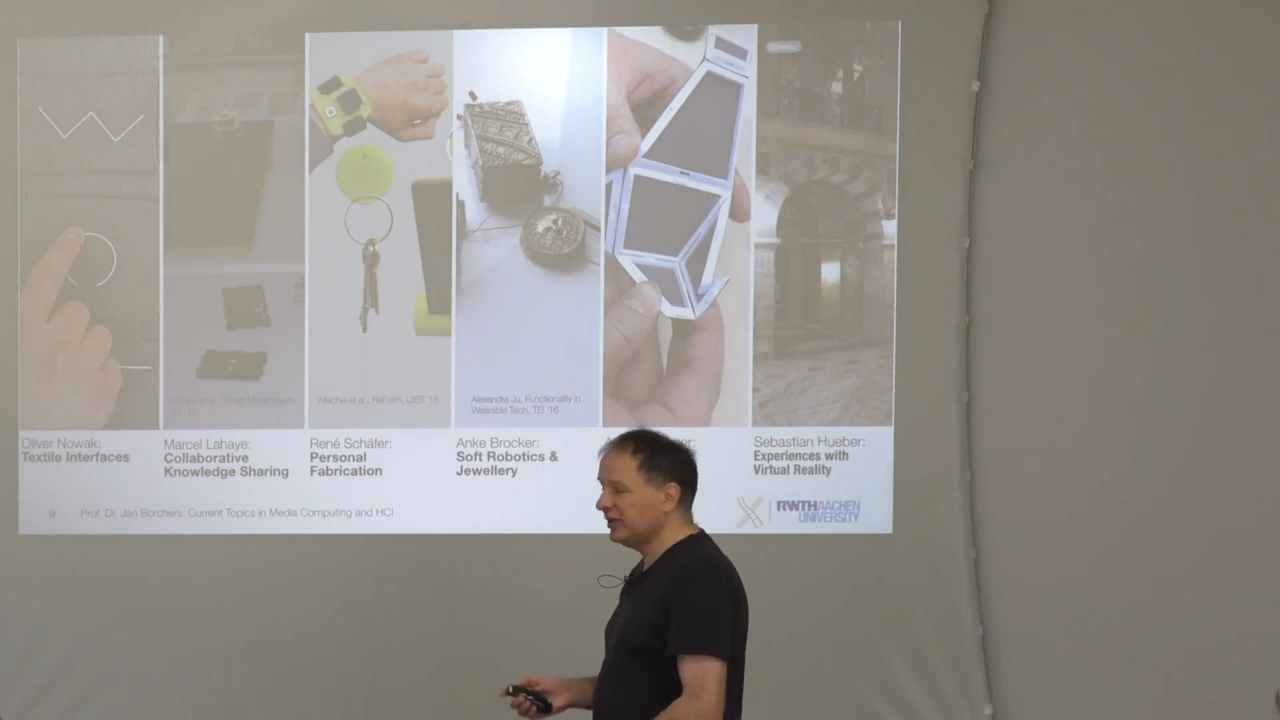 Weichel et al., ReForm, UIST '15
Alexandra Ju, Functionality in
Wearable Tech, TEI '16
Oliver Nowak:
Textile Interfaces
Marcel Lahaye:
Collaborative
Knowledge Sharing
René Schäfer:
Personal
Fabrication
Anke Brocker:
Soft Robotics &
Jewellery
Sebastian Hueber:
Experiences with
Virtual Reality
9
Prof. Dr. Jan Borchers: Current Topics in Media Computing and HCI
RWTHAACHEN
UNIVERSITY